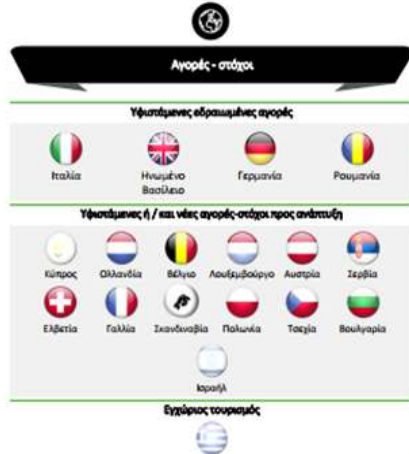 Αγορές - στόχοι
Υφιστάμενες εδραιωμένες αγορές
Ιταλία Ηνωμένο Βασίλειο Γερμανία Ρουμανία
Υφιστάμενες ή / και νέες αγορές-στόχοι προς ανάπτυξη
Κύπρος Ολλανδία Βέλγιο Λουξεμβούργο Αυστρία Σερβία
Ελβετία Γαλλία Σκανδιναβία Πολωνία Τσεχία Βουλγαρία
Ισραήλ
Εγχώριος τουρισμός